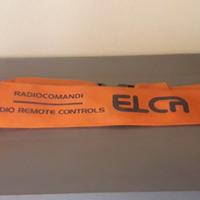 RADIOCOMANDI
DIO REMOTE CONTROLS
ELCA